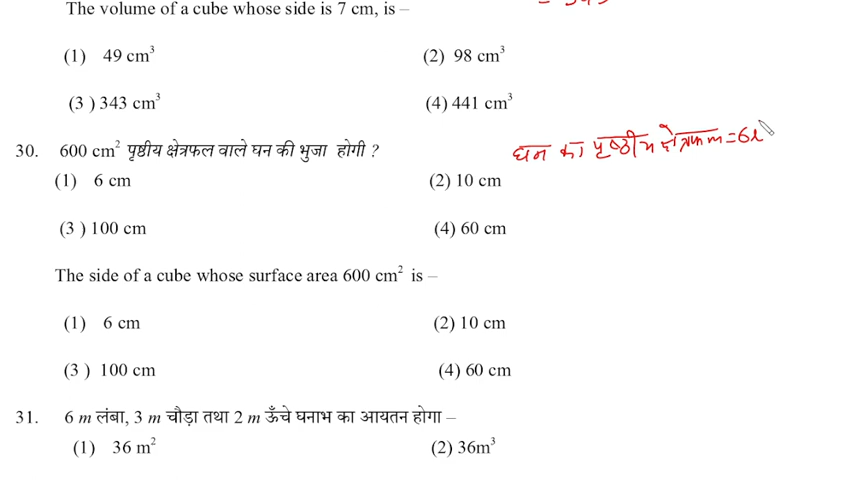 The volume of a cube whose side is 7 cm, is –
(1) 49 cm³ (2) 98 cm³
(3 ) 343 cm³ (4) 441 cm³
30. 600 cm² पृष्ठीय क्षेत्रफल वाले घन की भुजा होगी ?
घन का पृष्ठीय क्षेत्रफल = 6a
(1) 6 cm (2) 10 cm
(3 ) 100 cm (4) 60 cm
The side of a cube whose surface area 600 cm² is –
(1) 6 cm (2) 10 cm
(3 ) 100 cm (4) 60 cm
31. 6 m लंबा, 3 m चौड़ा तथा 2 m ऊँचे घनाभ का आयतन होगा –
(1) 36 m² (2) 36m³